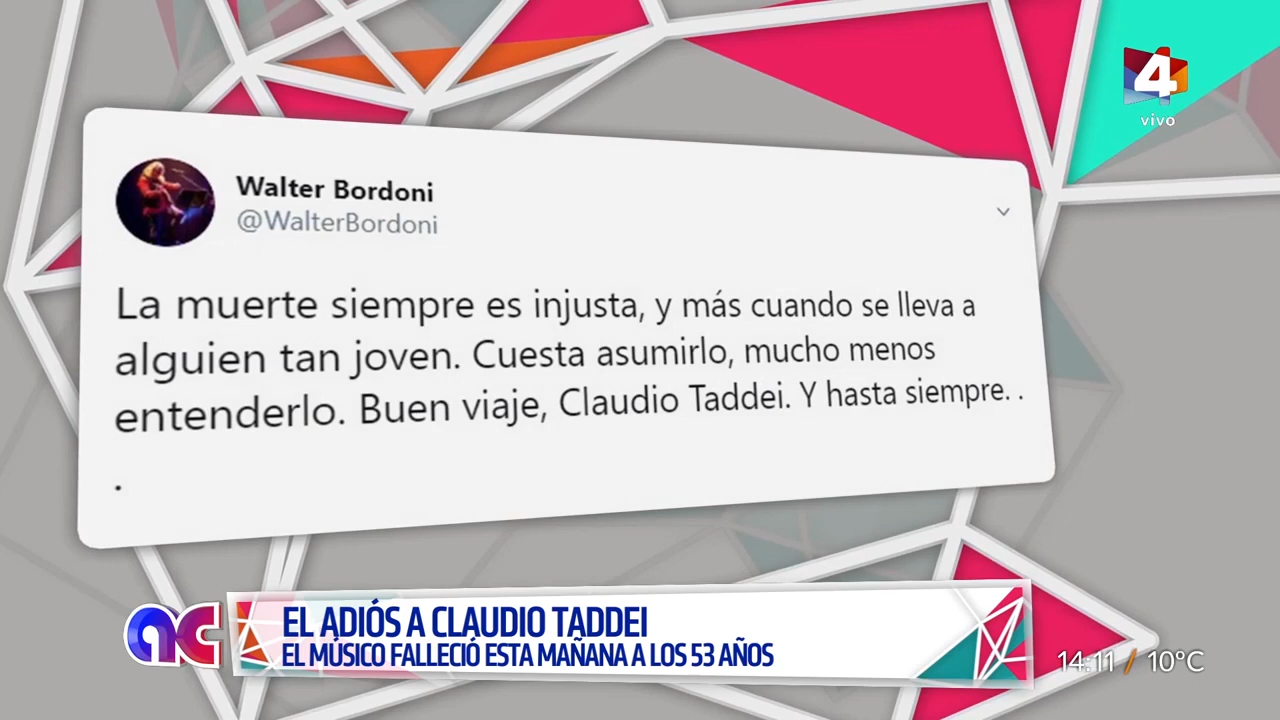 4
vivo
Walter Bordoni
@WalterBordoni
La muerte siempre es injusta, y más cuando se lleva a
alguien tan joven. Cuesta asumirlo, mucho menos
entenderlo. Buen viaje, Claudio Taddei. Y hasta siempre. .
.
ac
EL ADIÓS A CLAUDIO TADDEI
EL MÚSICO FALLECIÓ ESTA MAÑANA A LOS 53 AÑOS
14:11 / 10°C